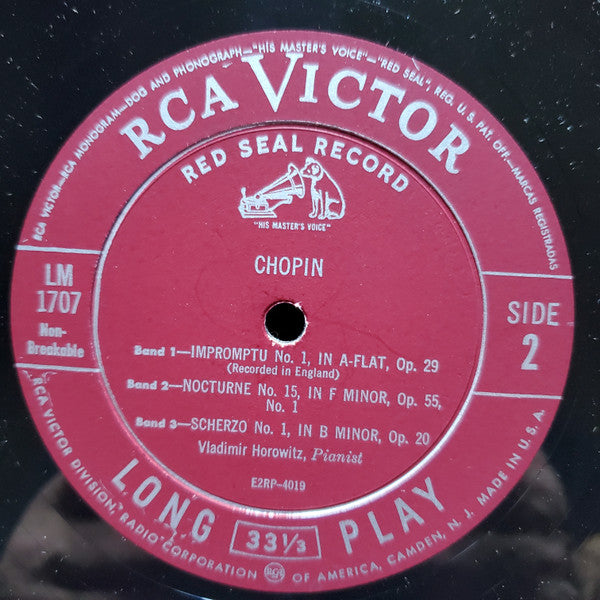 RCA VICTOR—RCA MONOGRAM—DOG AND PHONOGRAPH—"HIS MASTER'S VOICE"—"RED SEAL", REG. U. S. PAT. OFF.—MARCAS REGISTRADAS
RCA VICTOR
RED SEAL RECORD
"HIS MASTER'S VOICE"
CHOPIN
LM
1707
Non-
Breakable
SIDE
2
Band 1—IMPROMPTU No. 1, IN A-FLAT, Op. 29
(Recorded in England)
Band 2—NOCTURNE No. 15, IN F MINOR, Op. 55,
No. 1
Band 3—SCHERZO No. 1, IN B MINOR, Op. 20
Vladimir Horowitz, Pianist
E2RP-4019
LONG 33⅓ PLAY
RCA VICTOR DIVISION, RADIO CORPORATION RCA OF AMERICA, CAMDEN, N. J. MADE IN U. S. A.